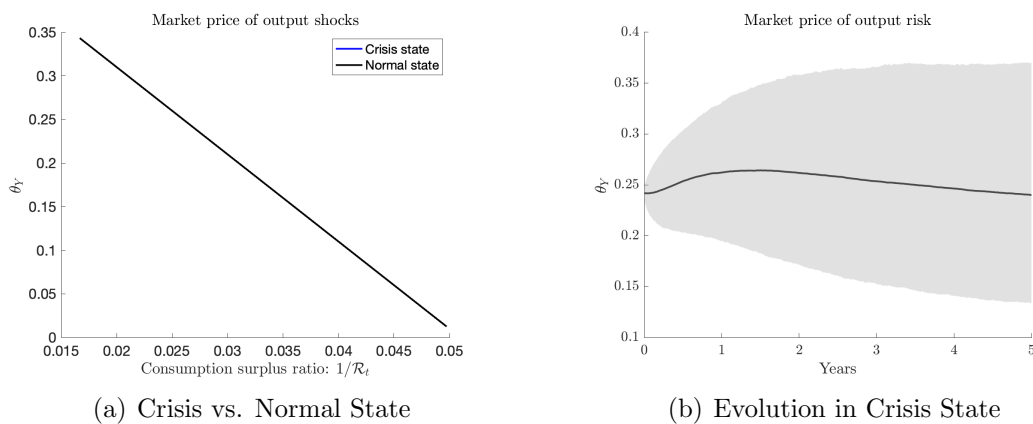 Market price of output shocks
0.35
0.3
0.25
0.2
0.15
0.1
0.05
0
θ_Y
Crisis state
Normal state
0.015 0.02 0.025 0.03 0.035 0.04 0.045 0.05
Consumption surplus ratio: 1/ℛ_t
(a) Crisis vs. Normal State
Market price of output risk
0.4
0.35
0.3
0.25
0.2
0.15
0.1
θ_Y
0 1 2 3 4 5
Years
(b) Evolution in Crisis State